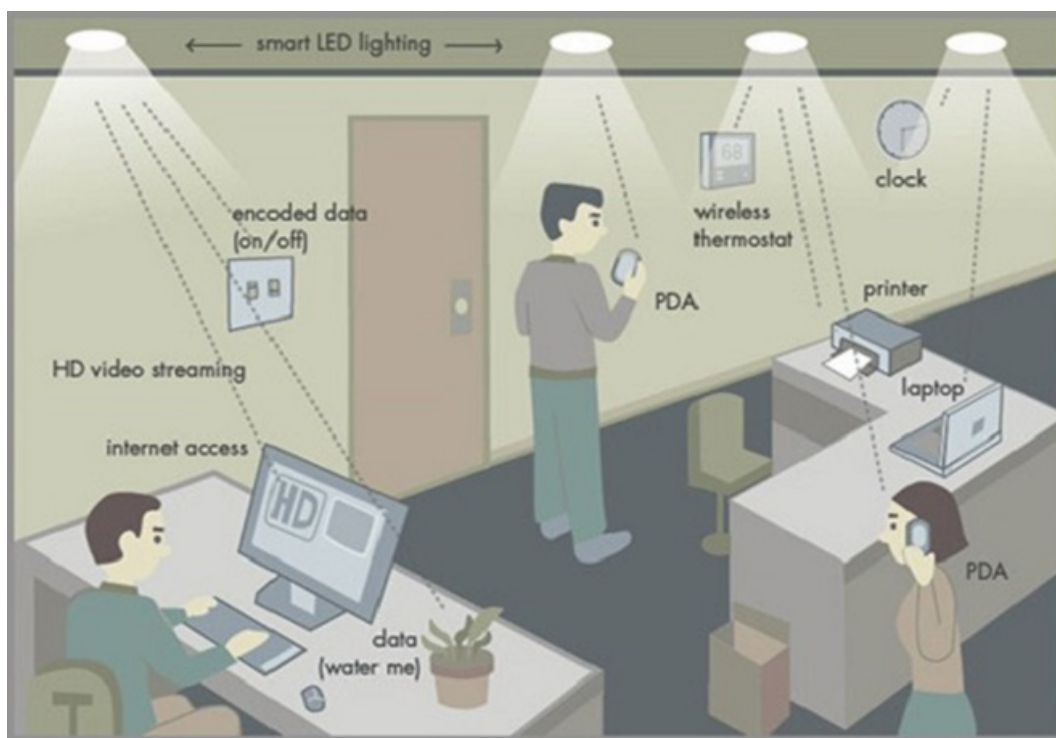 smart LED lighting
encoded data
(on/off)
68
clock
wireless
thermostat
PDA
printer
HD video streaming
laptop
internet access
HD
PDA
data
(water me)